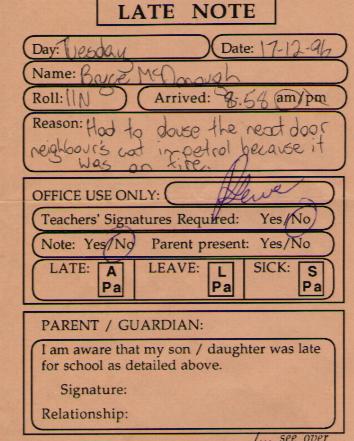 LATE NOTE
Day: Tuesday Date: 17-12-96
Name: Bryce McDonough
Roll: 11N Arrived: 8.58 am/pm
Reason: Had to douse the next door
neighbour's cat in petrol because it
was on fire.
OFFICE USE ONLY:
Teachers' Signatures Required: Yes/No
Note: Yes/No Parent present: Yes/No
LATE: A Pa LEAVE: L Pa SICK: S Pa
PARENT / GUARDIAN:
I am aware that my son / daughter was late
for school as detailed above.
Signature:
Relationship:
/... see over